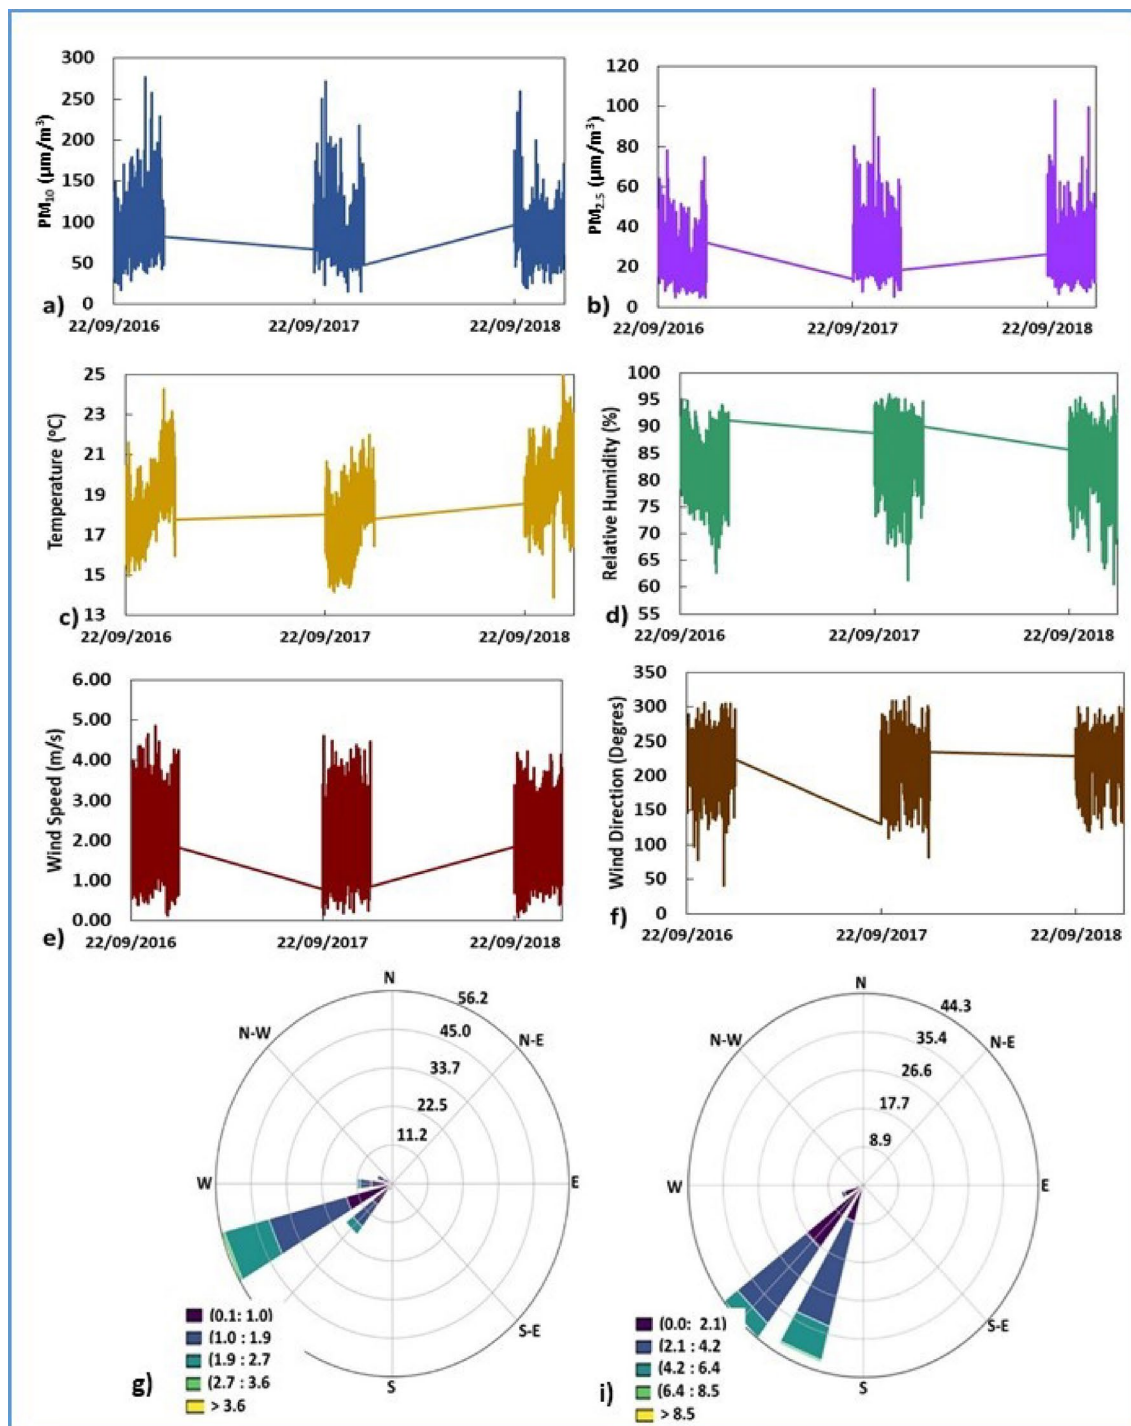 300
250
200
150
100
50
0
PM10 (µm/m³)
a)
22/09/2016 22/09/2017 22/09/2018
120
100
80
60
40
20
0
PM2.5 (µm/m³)
b)
22/09/2016 22/09/2017 22/09/2018
25
23
21
19
17
15
13
Temperature (ºC)
c)
22/09/2016 22/09/2017 22/09/2018
100
95
90
85
80
75
70
65
60
55
Relative Humidity (%)
d)
22/09/2016 22/09/2017 22/09/2018
6.00
5.00
4.00
3.00
2.00
1.00
0.00
Wind Speed (m/s)
e)
22/09/2016 22/09/2017 22/09/2018
350
300
250
200
150
100
50
0
Wind Direction (Degres)
f)
22/09/2016 22/09/2017 22/09/2018
N
56.2
N-W
45.0
N-E
33.7
22.5
11.2
W
E
S-E
S
(0.1: 1.0)
(1.0 : 1.9
(1.9 : 2.7
(2.7 : 3.6
> 3.6
g)
N
44.3
N-W
35.4
N-E
26.6
17.7
8.9
W
E
S-E
S
(0.0: 2.1)
(2.1 : 4.2
(4.2 : 6.4
(6.4 : 8.5
> 8.5
i)